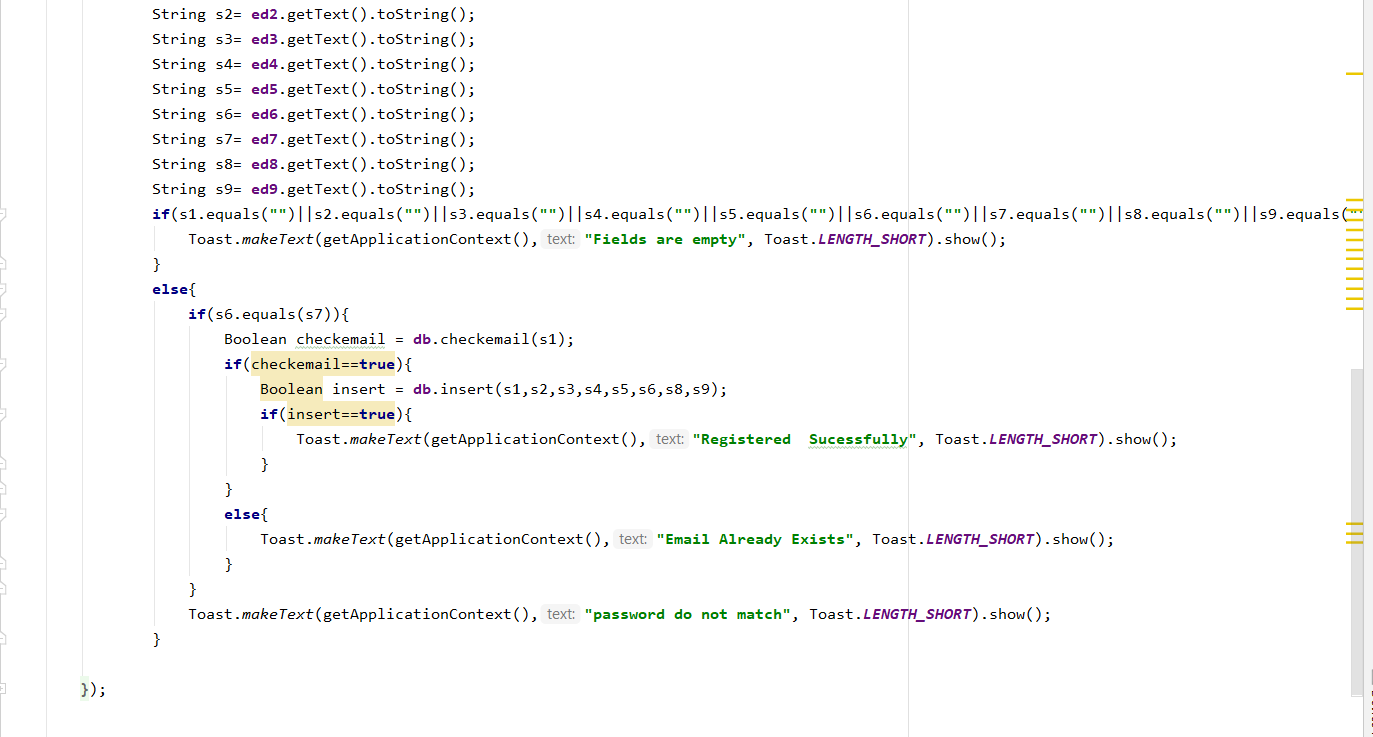 String s2= ed2.getText().toString();
String s3= ed3.getText().toString();
String s4= ed4.getText().toString();
String s5= ed5.getText().toString();
String s6= ed6.getText().toString();
String s7= ed7.getText().toString();
String s8= ed8.getText().toString();
String s9= ed9.getText().toString();
if(s1.equals("")||s2.equals("")||s3.equals("")||s4.equals("")||s5.equals("")||s6.equals("")||s7.equals("")||s8.equals("")||s9.equals(""
Toast.makeText(getApplicationContext(), text: "Fields are empty", Toast.LENGTH_SHORT).show();
}
else{
if(s6.equals(s7)){
Boolean checkemail = db.checkemail(s1);
if(checkemail==true){
Boolean insert = db.insert(s1,s2,s3,s4,s5,s6,s8,s9);
if(insert==true){
Toast.makeText(getApplicationContext(), text: "Registered  Sucessfully", Toast.LENGTH_SHORT).show();
}
}
else{
Toast.makeText(getApplicationContext(), text: "Email Already Exists", Toast.LENGTH_SHORT).show();
}
}
Toast.makeText(getApplicationContext(), text: "password do not match", Toast.LENGTH_SHORT).show();
}
});